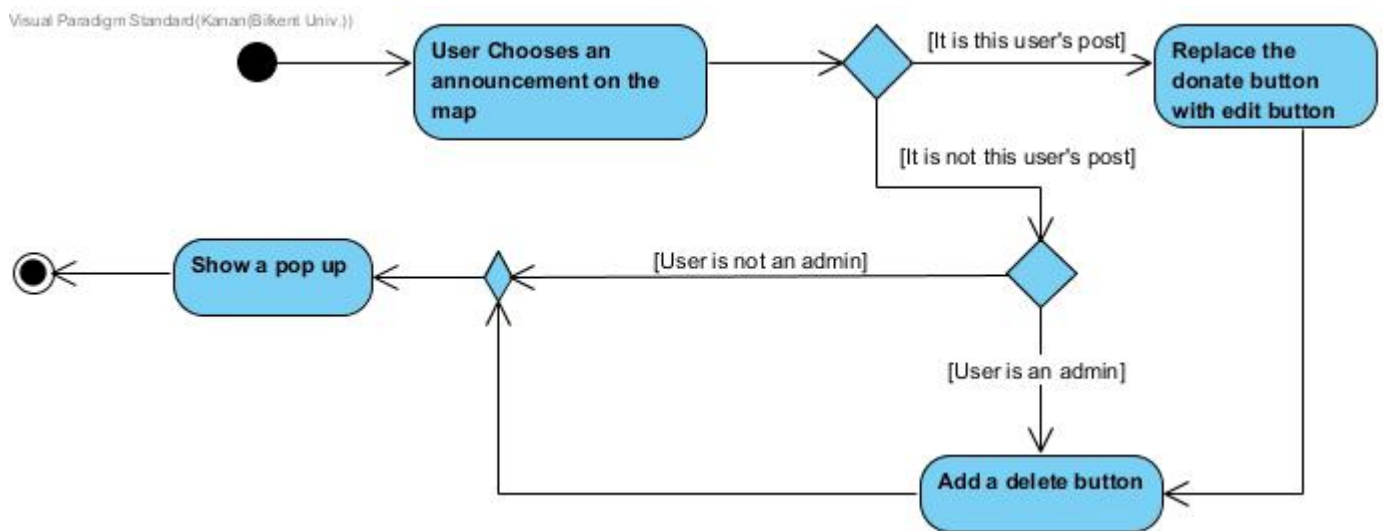 Visual Paradigm Standard(Kanan(Bilkent Univ.))
User Chooses an
announcement on the
map
[It is this user's post]
Replace the
donate button
with edit button
[It is not this user's post]
Show a pop up
[User is not an admin]
[User is an admin]
Add a delete button